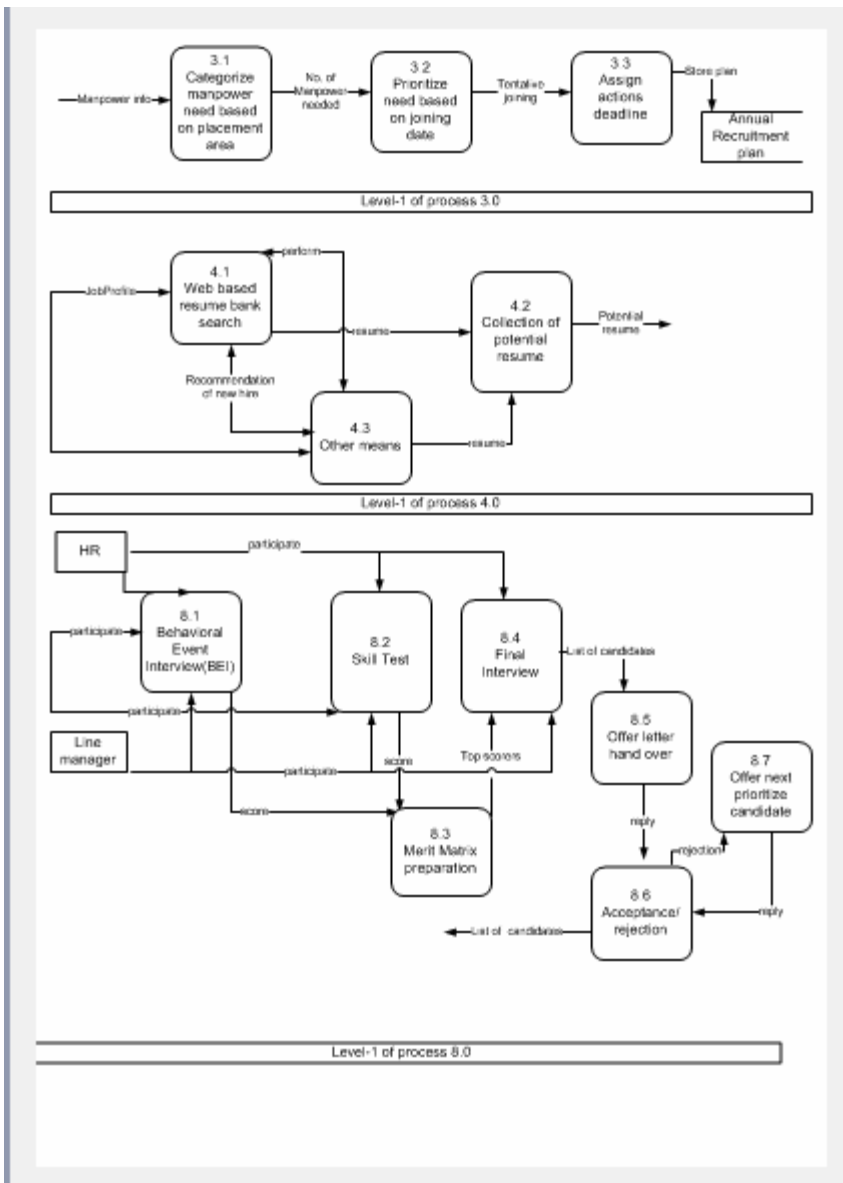 3.1
Categorize
manpower
need based
on placement
area
Manpower info
No. of
Manpower
needed
3.2
Prioritize
need based
on joining
date
Tentative
joining
3.3
Assign
actions
deadline
Store plan
Annual
Recruitment
plan
Level-1 of process 3.0
perform
4.1
Web based
resume bank
search
JobProfile
resume
4.2
Collection of
potential
resume
Potential
resume
Recommendation
of new hire
4.3
Other means
resume
Level-1 of process 4.0
HR
participate
8.1
Behavioral
Event
Interview(BEI)
participate
8.2
Skill Test
8.4
Final
Interview
List of candidates
participate
Line
manager
participate
score
Top scorers
8.5
Offer letter
hand over
8.7
Offer next
prioritize
candidate
score
8.3
Merit Matrix
preparation
reply
rejection
8.6
Acceptance/
rejection
reply
List of candidates
Level-1 of process 8.0